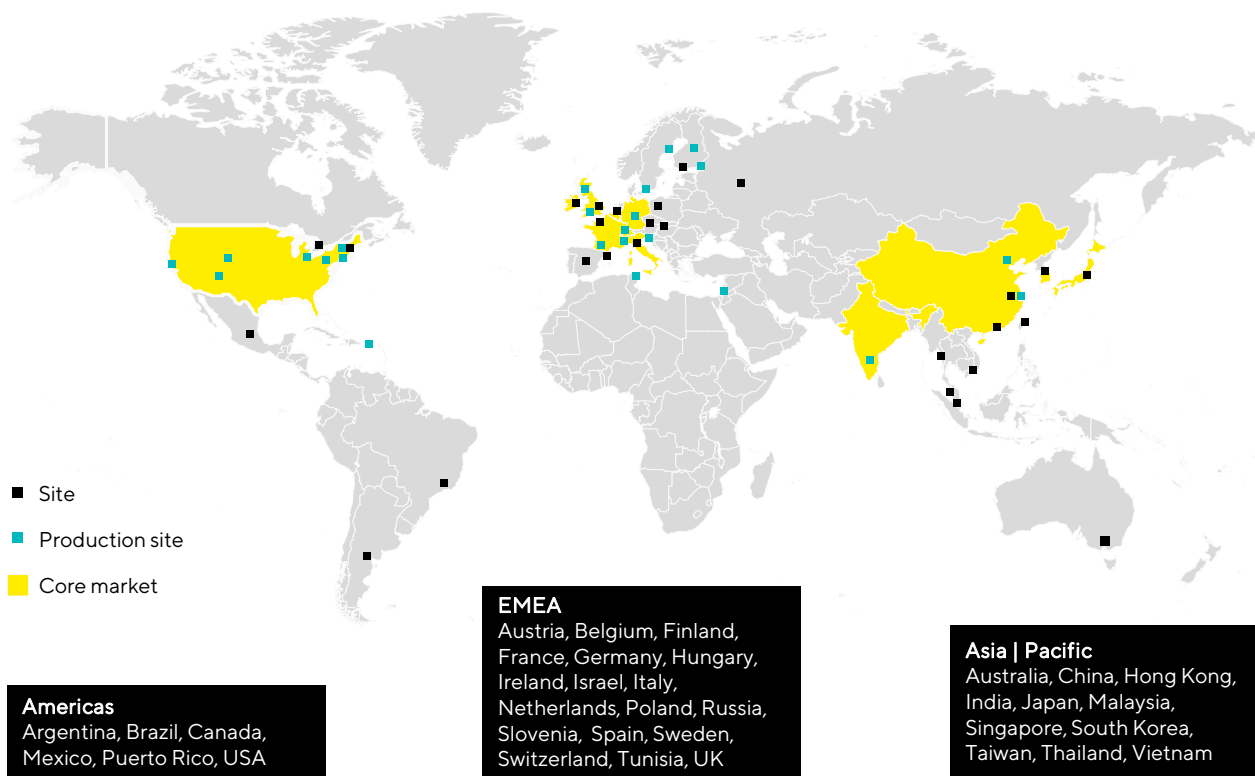 Site
Production site
Core market
Americas
Argentina, Brazil, Canada,
Mexico, Puerto Rico, USA
EMEA
Austria, Belgium, Finland,
France, Germany, Hungary,
Ireland, Israel, Italy,
Netherlands, Poland, Russia,
Slovenia, Spain, Sweden,
Switzerland, Tunisia, UK
Asia | Pacific
Australia, China, Hong Kong,
India, Japan, Malaysia,
Singapore, South Korea,
Taiwan, Thailand, Vietnam